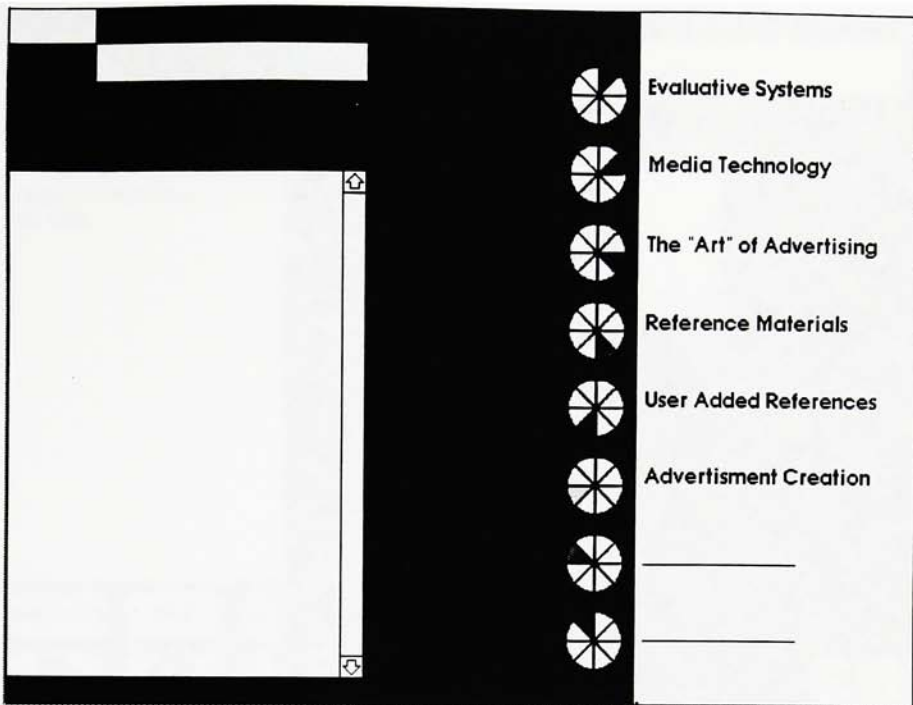 Evaluative Systems
Media Technology
The "Art" of Advertising
Reference Materials
User Added References
Advertisment Creation